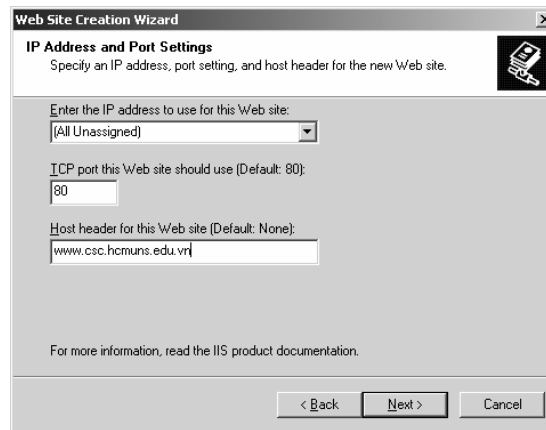 Web Site Creation Wizard
IP Address and Port Settings
Specify an IP address, port setting, and host header for the new Web site.
Enter the IP address to use for this Web site:
(All Unassigned)
TCP port this Web site should use (Default: 80):
80
Host header for this Web site (Default: None):
www.csc.hcmuns.edu.vn
For more information, read the IIS product documentation.
< Back Next > Cancel